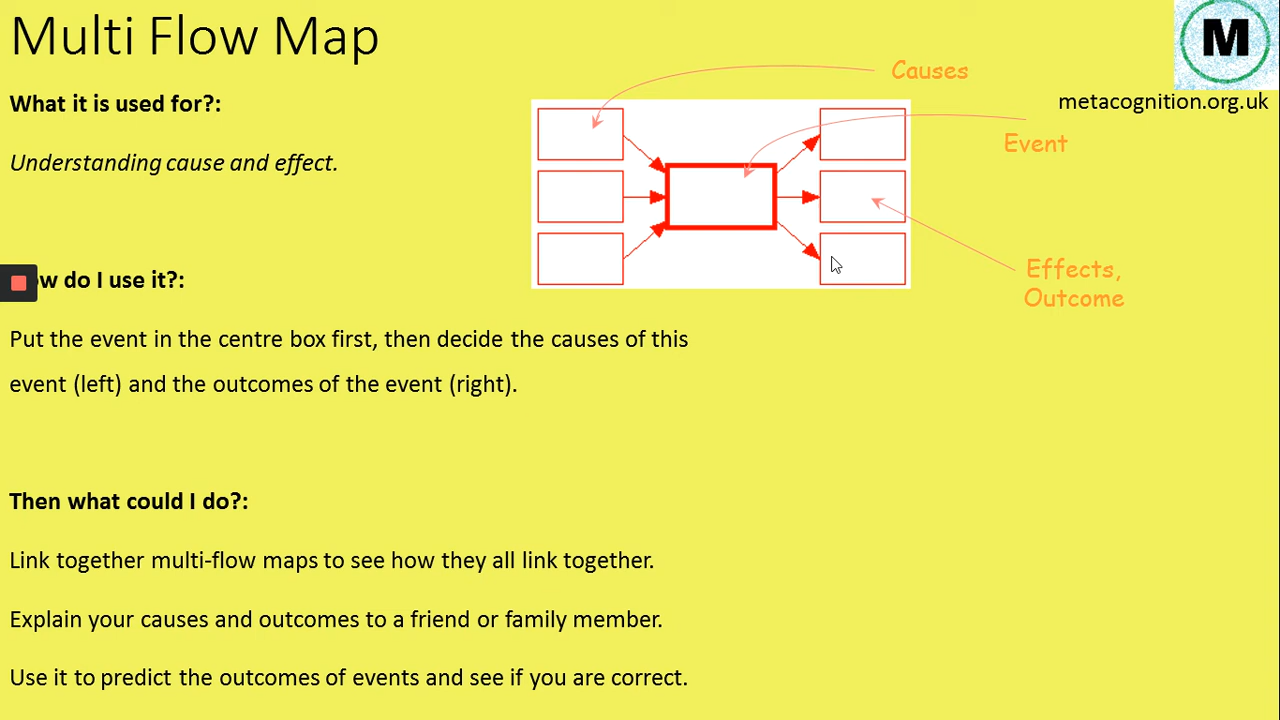 Multi Flow Map
M
Causes
What it is used for?:
metacognition.org.uk
Event
Understanding cause and effect.
Effects,
Outcome
ow do I use it?:
Put the event in the centre box first, then decide the causes of this
event (left) and the outcomes of the event (right).
Then what could I do?:
Link together multi-flow maps to see how they all link together.
Explain your causes and outcomes to a friend or family member.
Use it to predict the outcomes of events and see if you are correct.